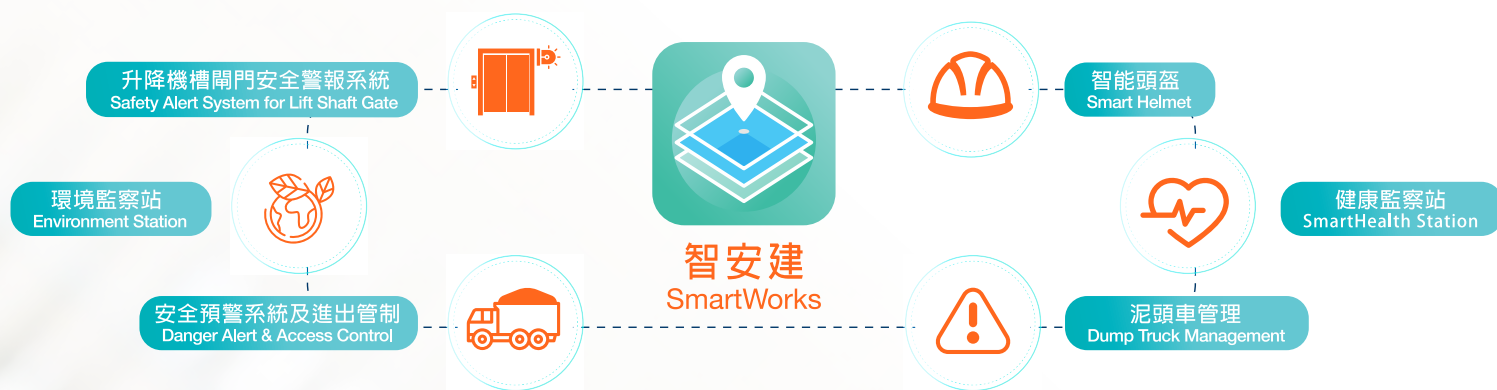 升降機槽閘門安全警報系統
Safety Alert System for Lift Shaft Gate
智能頭盔
Smart Helmet
環境監察站
Environment Station
健康監察站
SmartHealth Station
智安建
SmartWorks
安全預警系統及進出管制
Danger Alert & Access Control
泥頭車管理
Dump Truck Management